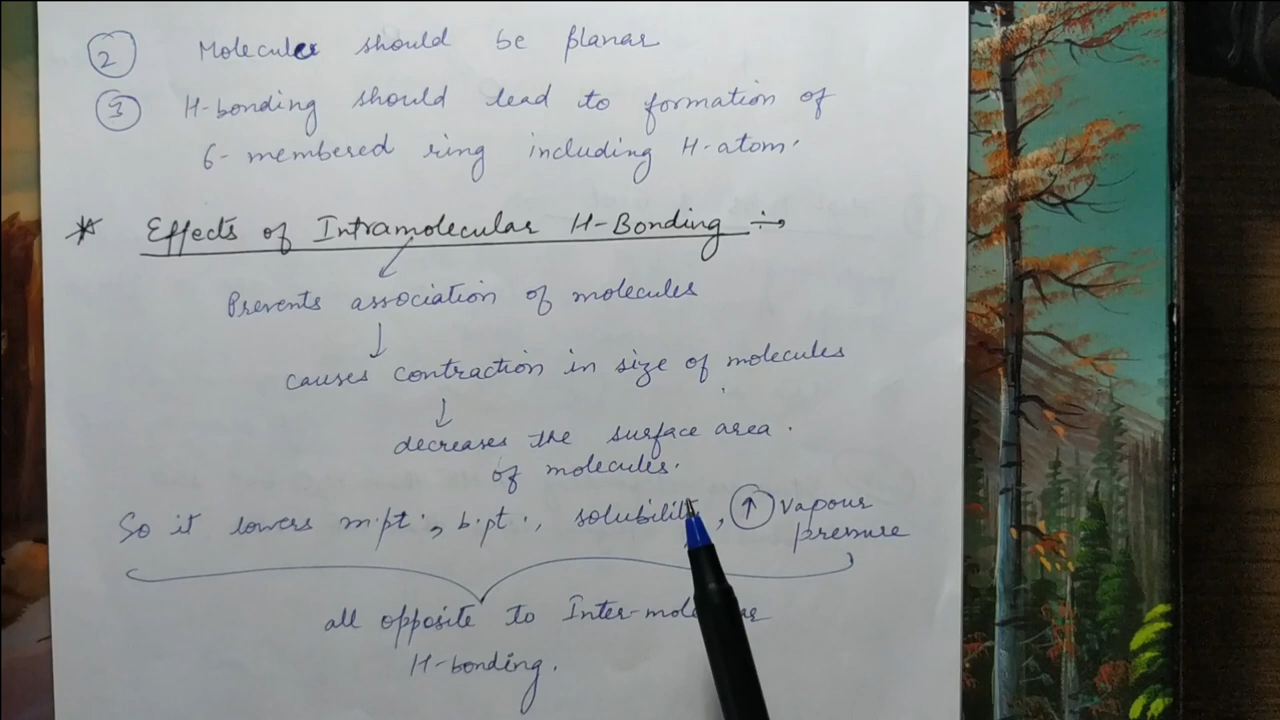 2 Molecules should be planar
3 H-bonding should lead to formation of
6-membered ring including H-atom.
* Effects of Intramolecular H-Bonding ÷→
↓
Prevents association of molecules
↓
causes contraction in size of molecules
↓
decreases the surface area.
of molecules.
So it lowers m.pt., b.pt., solubility, ↑ Vapour
pressure
all opposite to Inter-molecular
H-bonding.